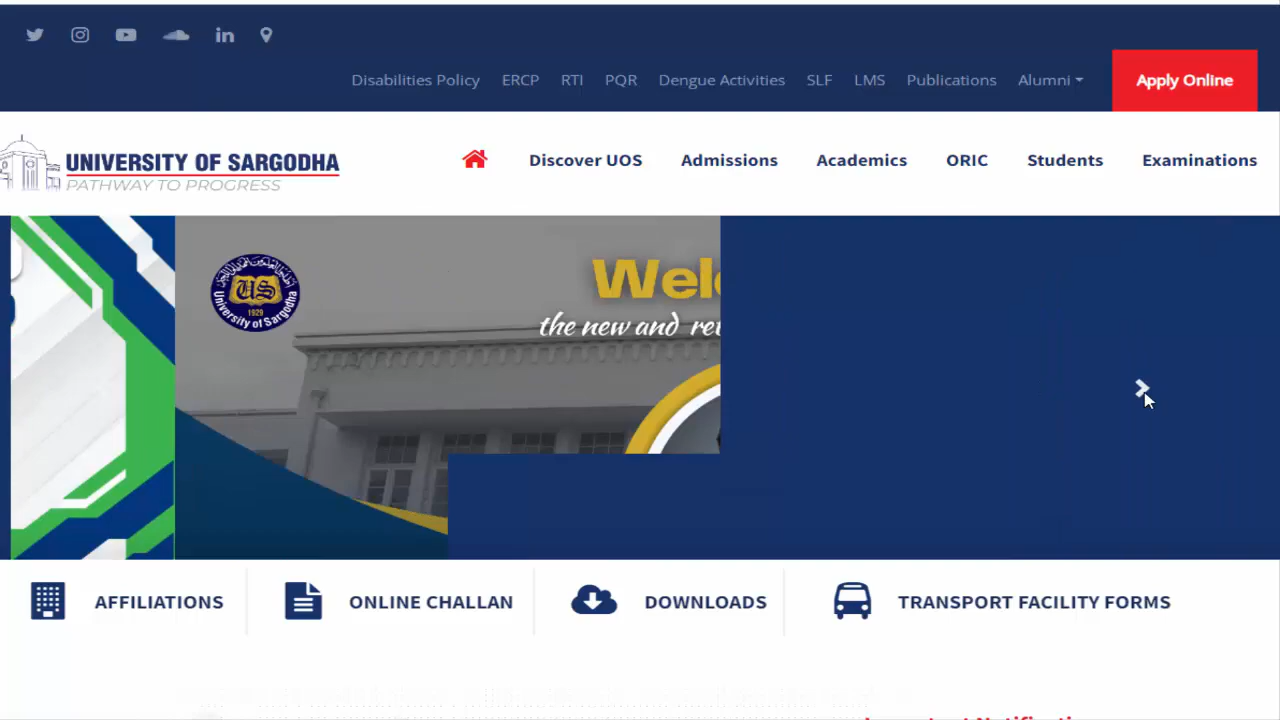 Disabilities Policy ERCP RTI PQR Dengue Activities SLF LMS Publications Alumni Apply Online
UNIVERSITY OF SARGODHA
PATHWAY TO PROGRESS
Discover UOS Admissions Academics ORIC Students Examinations
US
1929
University of Sargodha
the new and
AFFILIATIONS ONLINE CHALLAN DOWNLOADS TRANSPORT FACILITY FORMS